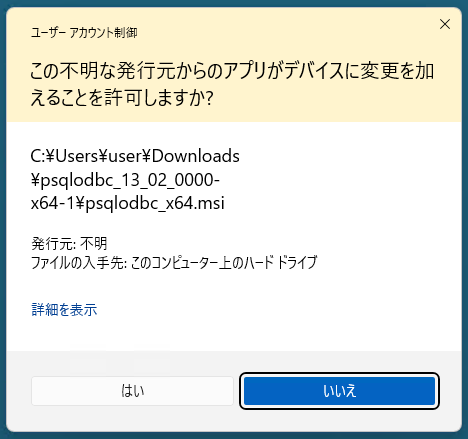 ユーザー アカウント制御
この不明な発行元からのアプリがデバイスに変更を加
えることを許可しますか?
C:¥Users¥user¥Downloads
¥psqlodbc_13_02_0000-
x64-1¥psqlodbc_x64.msi
発行元: 不明
ファイルの入手先: このコンピューター上のハード ドライブ
詳細を表示
はい
いいえ